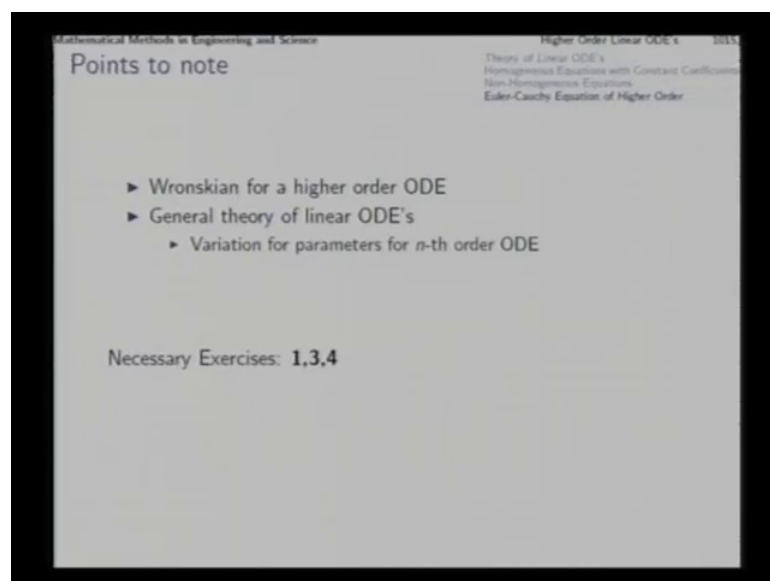 Mathematical Methods in Engineering and Science
Higher Order Linear ODE's
1015,
Points to note
Theory of Linear ODE's
Homogeneous Equations with Constant
Non-Homogeneous Equations
Euler-Cauchy Equation of Higher Order
► Wronskian for a higher order ODE
► General theory of linear ODE's
► Variation for parameters for n-th order ODE
Necessary Exercises: 1,3,4